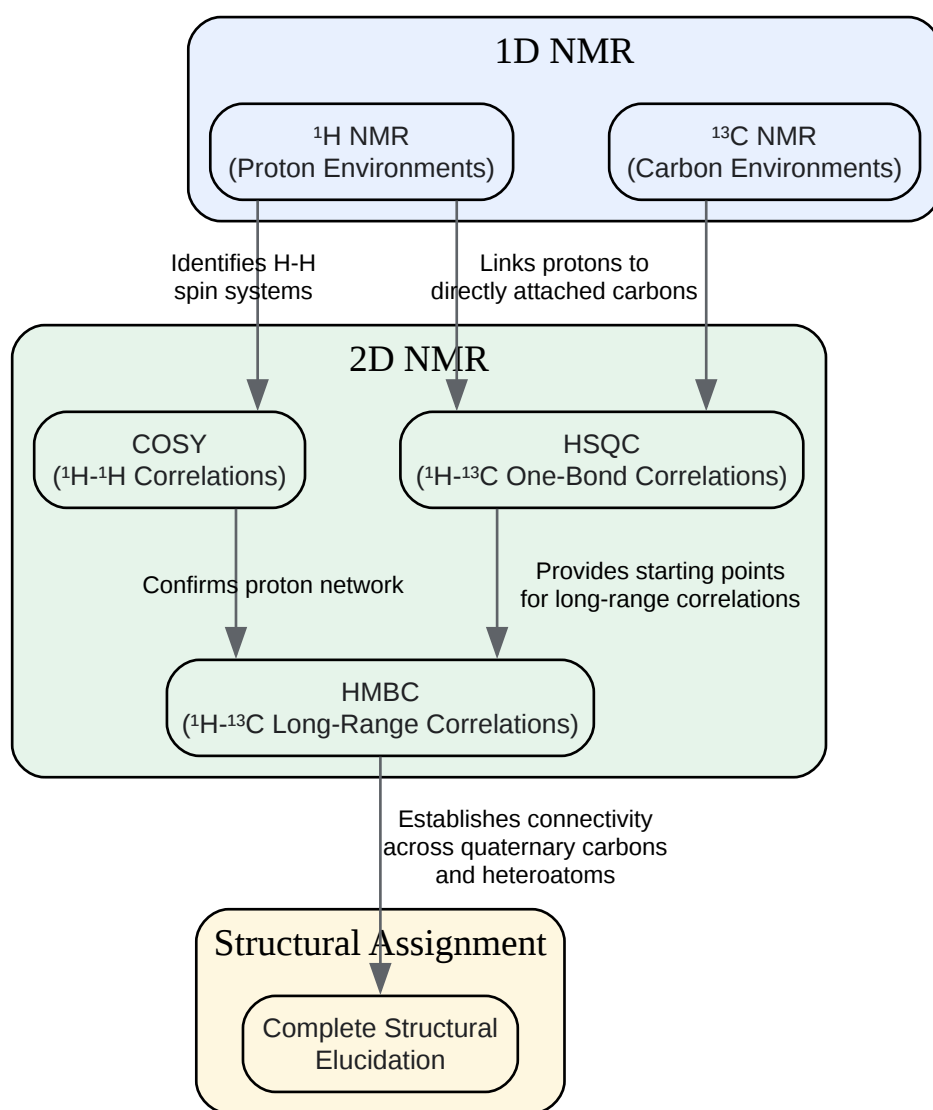 1D NMR
¹H NMR
(Proton Environments)
¹³C NMR
(Carbon Environments)
Identifies H-H
spin systems
Links protons to
directly attached carbons
2D NMR
COSY
(¹H-¹H Correlations)
HSQC
(¹H-¹³C One-Bond Correlations)
Confirms proton network
Provides starting points
for long-range correlations
HMBC
(¹H-¹³C Long-Range Correlations)
Establishes connectivity
across quaternary carbons
and heteroatoms
Structural Assignment
Complete Structural
Elucidation